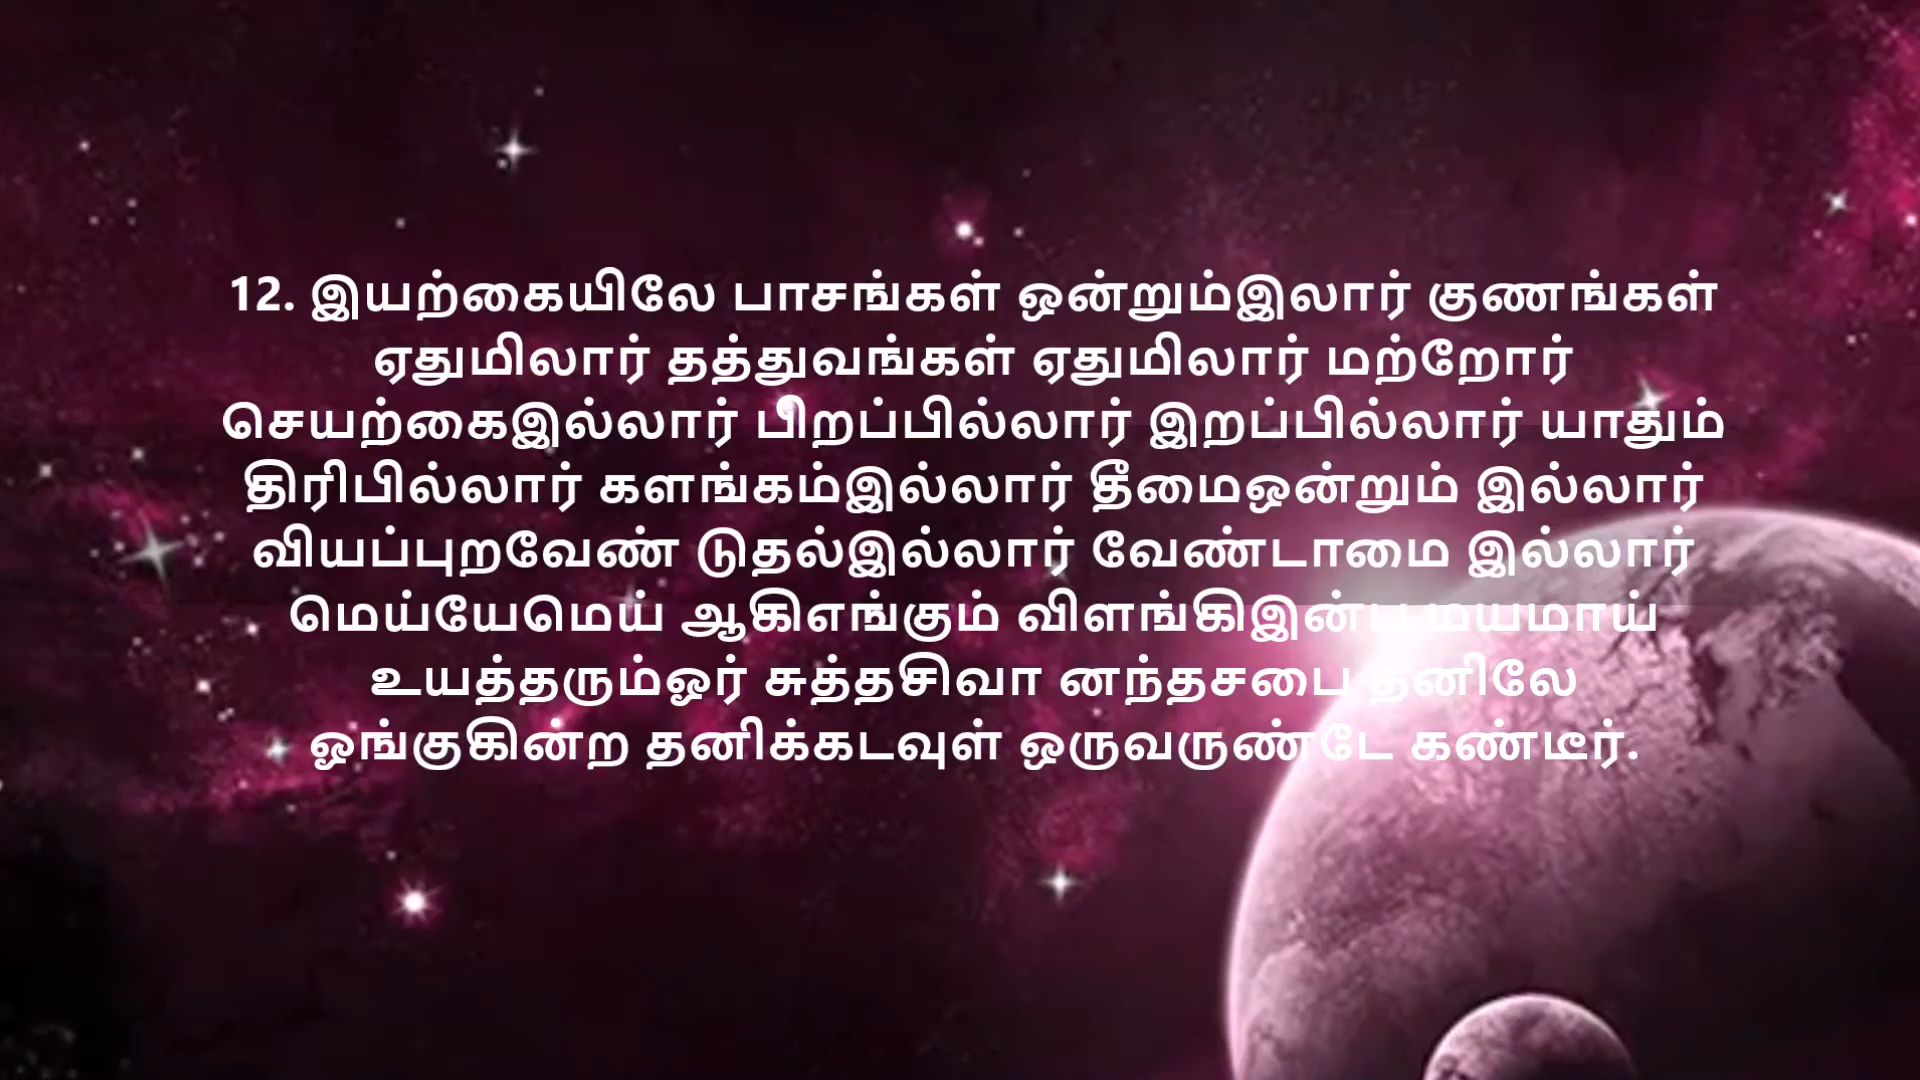 12. இயற்கையிலே பாசங்கள் ஒன்றும்இலார் குணங்கள்
ஏதுமிலார் தத்துவங்கள் ஏதுமிலார் மற்றோர்
செயற்கைஇல்லார் பிறப்பில்லார் இறப்பில்லார் யாதும்
திரிபில்லார் களங்கம்இல்லார் தீமைஒன்றும் இல்லார்
வியப்புறவேண் டுதல்இல்லார் வேண்டாமை இல்லார்
மெய்யேமெய் ஆகிஎங்கும் விளங்கிஇன்ப மயமாய்
உயத்தரும்ஓர் சுத்தசிவா னந்தசபை தனிலே
ஓங்குகின்ற தனிக்கடவுள் ஒருவருண்டே கண்டீர்.